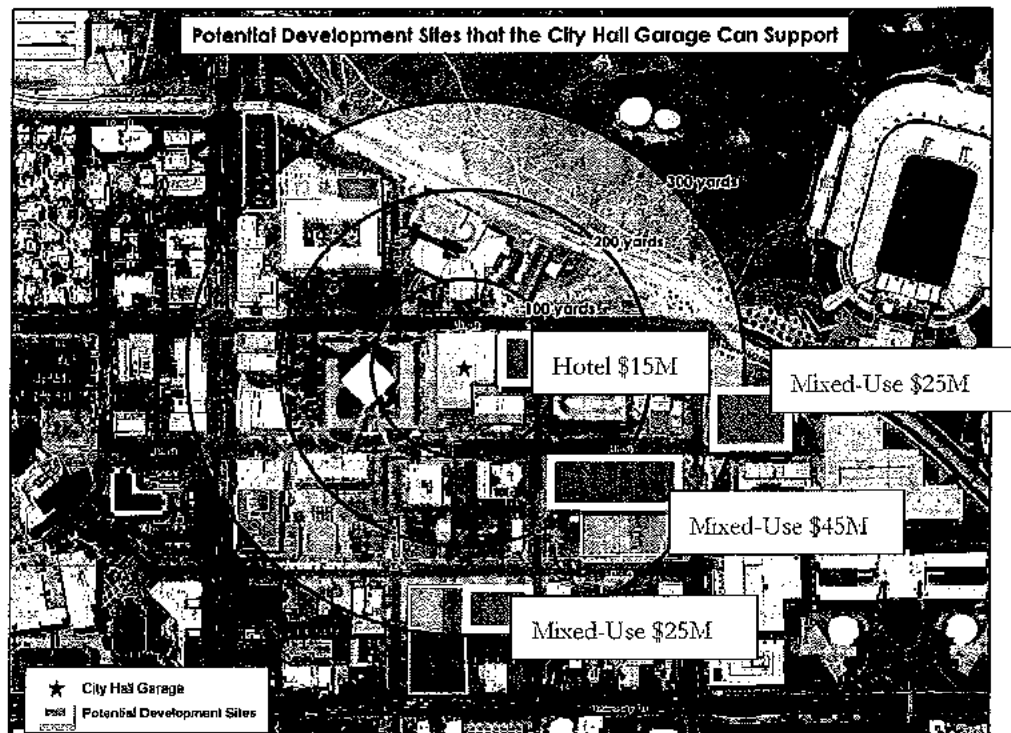 Potential Development Sites that the City Hall Garage Can Support
300 yards
200 yards
100 yards
Hotel $15M
Mixed-Use $25M
Mixed-Use $45M
Mixed-Use $25M
City Hall Garage
Potential Development Sites